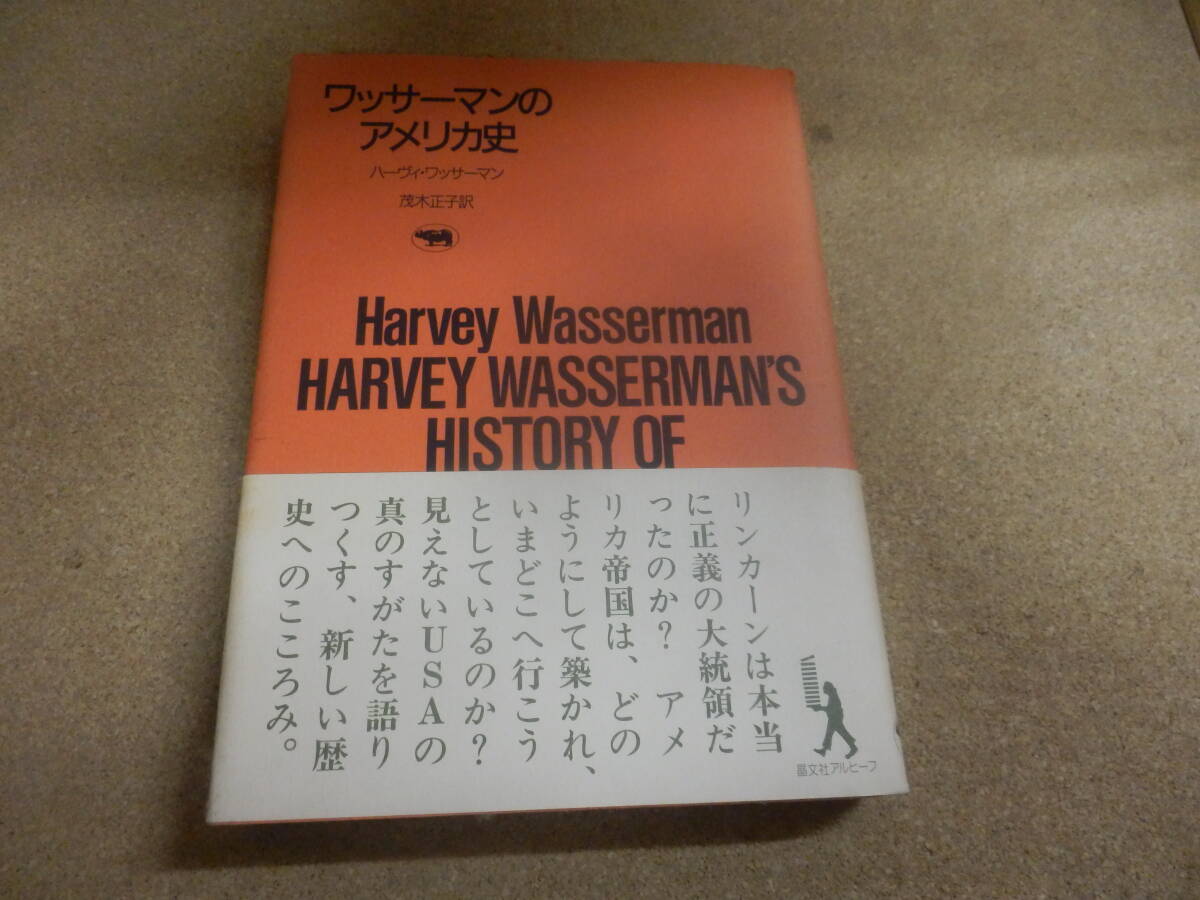 ワッサーマンの
アメリカ史
ハーヴィ・ワッサーマン
茂木正子訳
Harvey Wasserman
HARVEY WASSERMAN'S
HISTORY OF
リンカーンは本当
に正義の大統領だ
ったのか? アメ
リカ帝国は、どの
ようにして築かれ、
いまどこへ行こう
としているのか?
見えないUSAの
真のすがたを語り
つくす、新しい歴
史へのこころみ。
晶文社アルヒーフ